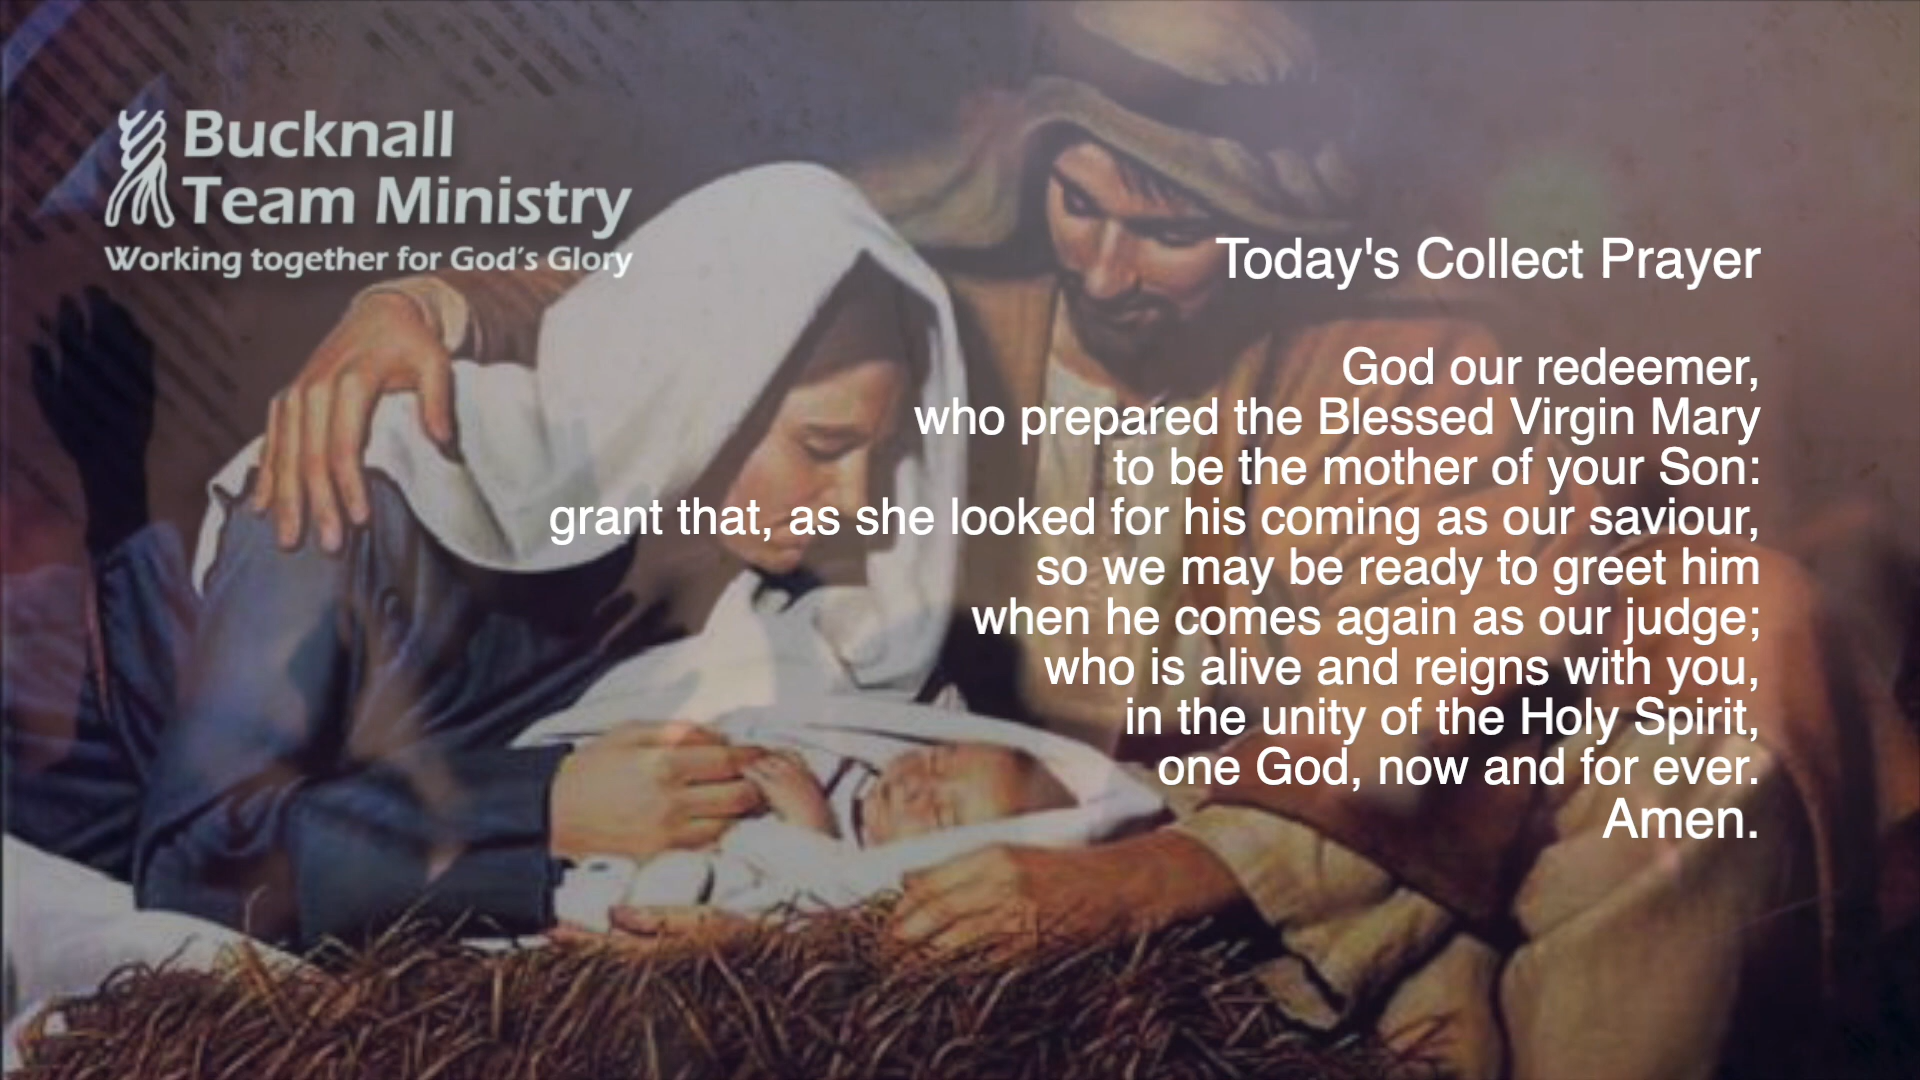 Bucknall
Team Ministry
Working together for God's Glory
Today's Collect Prayer
God our redeemer,
who prepared the Blessed Virgin Mary
to be the mother of your Son:
grant that, as she looked for his coming as our saviour,
so we may be ready to greet him
when he comes again as our judge;
who is alive and reigns with you,
in the unity of the Holy Spirit,
one God, now and for ever.
Amen.